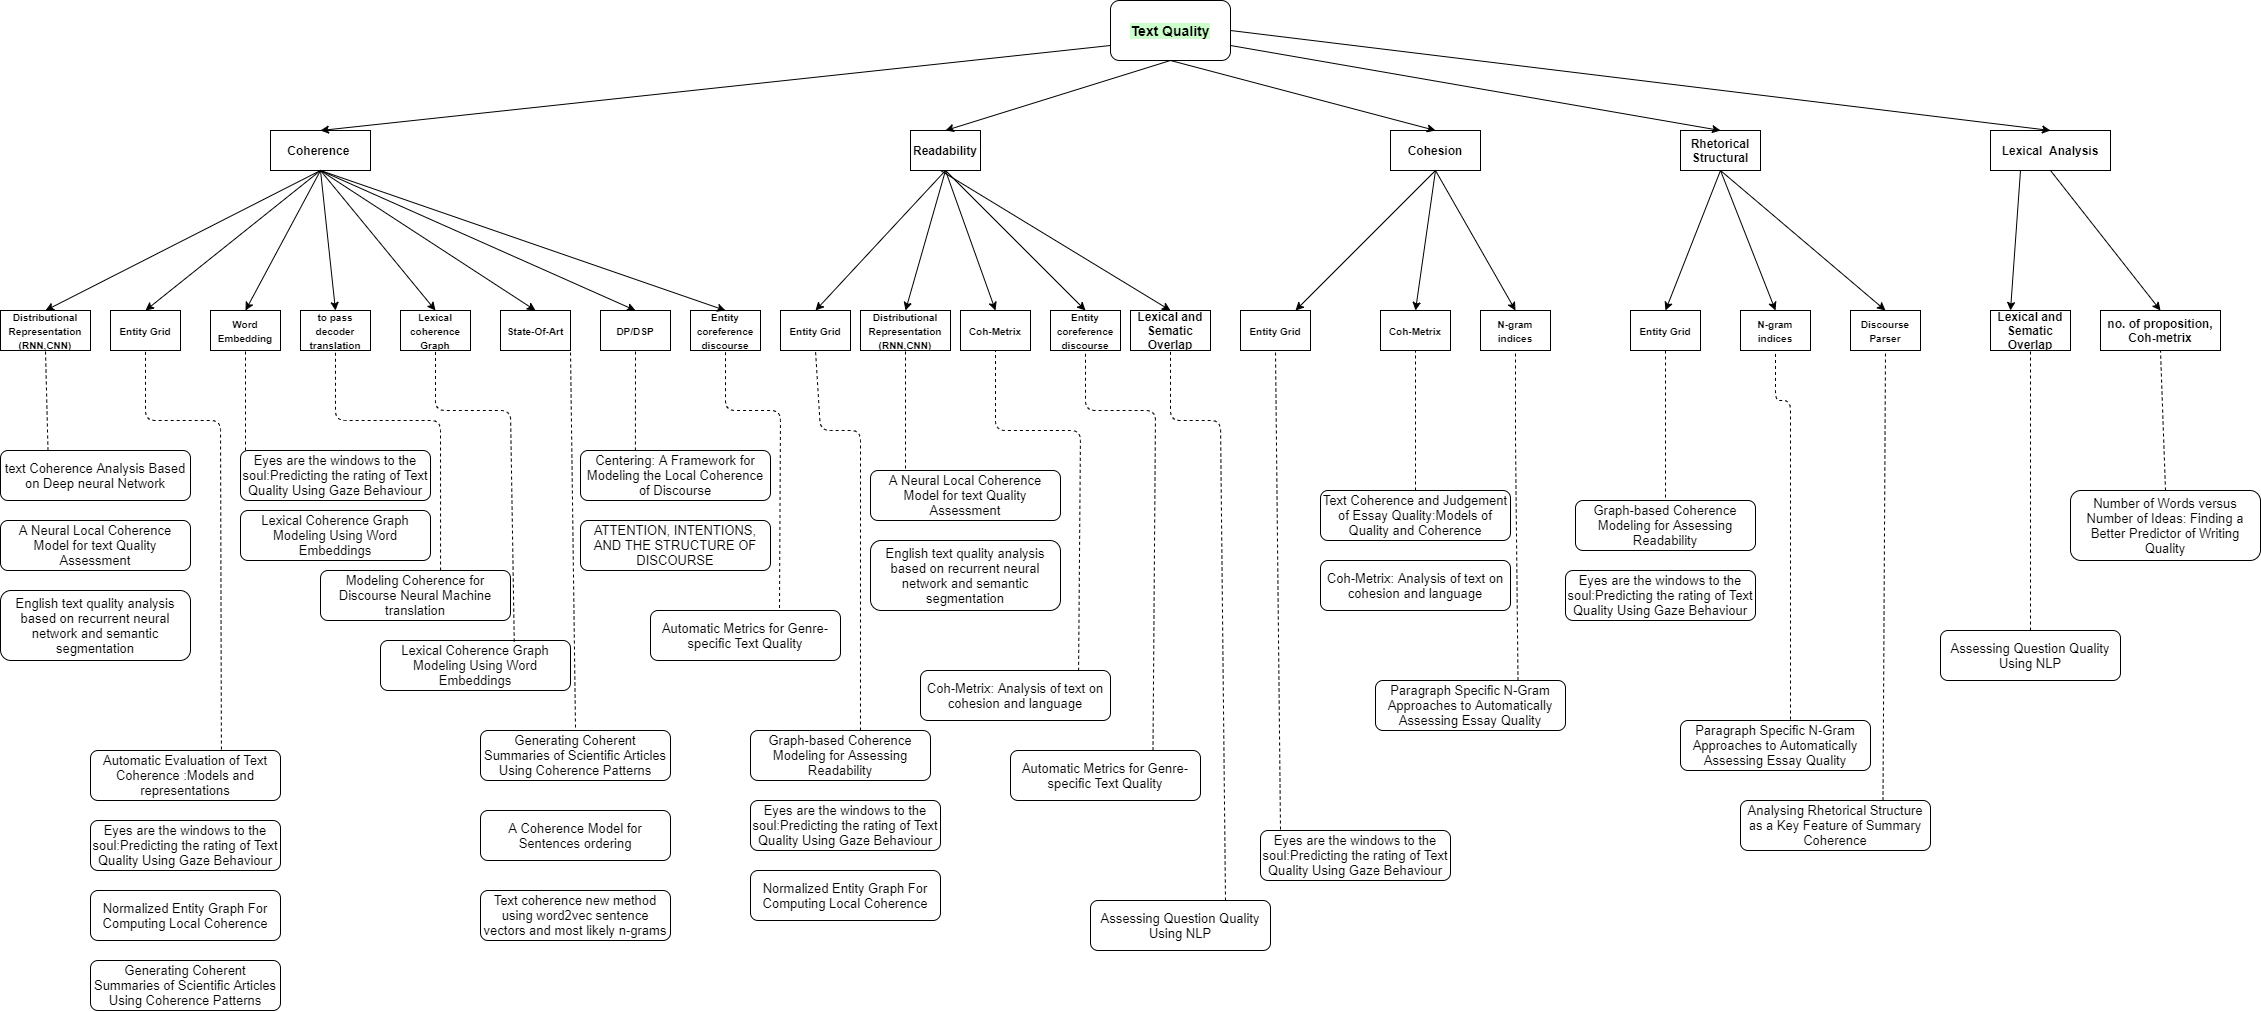 Text Quality
Coherence
Readability
Cohesion
Rhetorical
Structural
Lexical Analysis
Distributional
Representation
(RNN,CNN)
Entity Grid
Word
Embedding
to pass
decoder
translation
Lexical
coherence
Graph
State-Of-Art
DP/DSP
Entity
coreference
discourse
Entity Grid
Distributional
Representation
(RNN,CNN)
Coh-Metrix
Entity
coreference
discourse
Lexical and
Sematic
Overlap
Entity Grid
Coh-Metrix
N-gram
indices
Entity Grid
N-gram
indices
Discourse
Parser
Lexical and
Sematic
Overlap
no. of proposition,
Coh-metrix
text Coherence Analysis Based
on Deep neural Network
A Neural Local Coherence
Model for text Quality
Assessment
English text quality analysis
based on recurrent neural
network and semantic
segmentation
Automatic Evaluation of Text
Coherence :Models and
representations
Eyes are the windows to the
soul:Predicting the rating of Text
Quality Using Gaze Behaviour
Normalized Entity Graph For
Computing Local Coherence
Generating Coherent
Summaries of Scientific Articles
Using Coherence Patterns
Eyes are the windows to the
soul:Predicting the rating of Text
Quality Using Gaze Behaviour
Lexical Coherence Graph
Modeling Using Word
Embeddings
Modeling Coherence for
Discourse Neural Machine
translation
Lexical Coherence Graph
Modeling Using Word
Embeddings
Generating Coherent
Summaries of Scientific Articles
Using Coherence Patterns
A Coherence Model for
Sentences ordering
Text coherence new method
using word2vec sentence
vectors and most likely n-grams
Centering: A Framework for
Modeling the Local Coherence
of Discourse
ATTENTION, INTENTIONS,
AND THE STRUCTURE OF
DISCOURSE
Automatic Metrics for Genre-
specific Text Quality
Graph-based Coherence
Modeling for Assessing
Readability
Eyes are the windows to the
soul:Predicting the rating of Text
Quality Using Gaze Behaviour
Normalized Entity Graph For
Computing Local Coherence
A Neural Local Coherence
Model for text Quality
Assessment
English text quality analysis
based on recurrent neural
network and semantic
segmentation
Coh-Metrix: Analysis of text on
cohesion and language
Automatic Metrics for Genre-
specific Text Quality
Assessing Question Quality
Using NLP
Eyes are the windows to the
soul:Predicting the rating of Text
Quality Using Gaze Behaviour
Text Coherence and Judgement
of Essay Quality:Models of
Quality and Coherence
Coh-Metrix: Analysis of text on
cohesion and language
Paragraph Specific N-Gram
Approaches to Automatically
Assessing Essay Quality
Graph-based Coherence
Modeling for Assessing
Readability
Eyes are the windows to the
soul:Predicting the rating of Text
Quality Using Gaze Behaviour
Paragraph Specific N-Gram
Approaches to Automatically
Assessing Essay Quality
Analysing Rhetorical Structure
as a Key Feature of Summary
Coherence
Assessing Question Quality
Using NLP
Number of Words versus
Number of Ideas: Finding a
Better Predictor of Writing
Quality